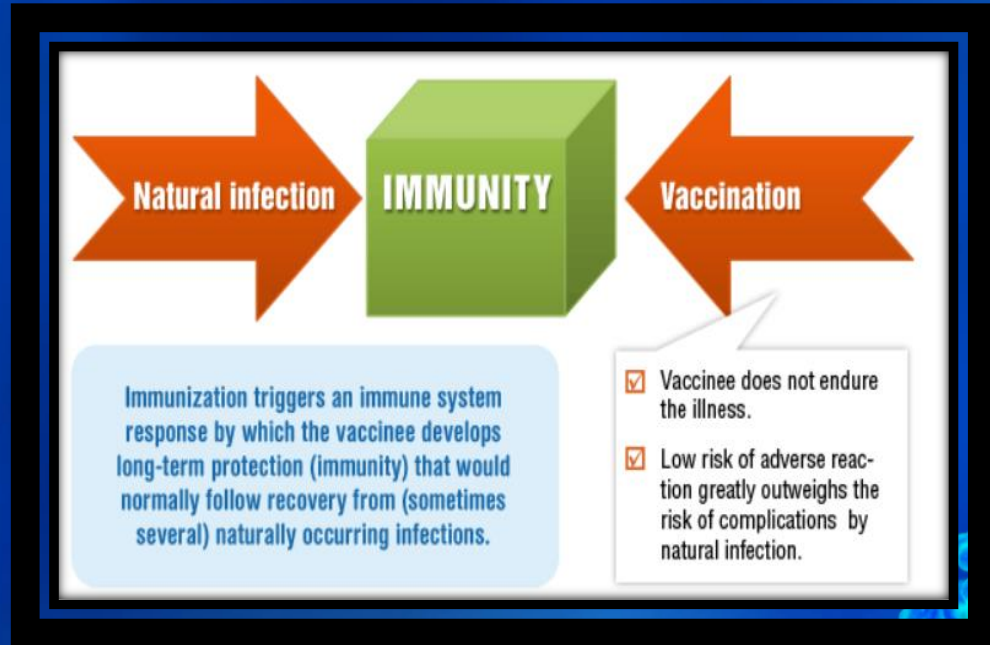 Natural infection
IMMUNITY
Vaccination
Immunization triggers an immune system
response by which the vaccinee develops
long-term protection (immunity) that would
normally follow recovery from (sometimes
several) naturally occurring infections.
Vaccinee does not endure
the illness.
Low risk of adverse reac-
tion greatly outweighs the
risk of complications by
natural infection.